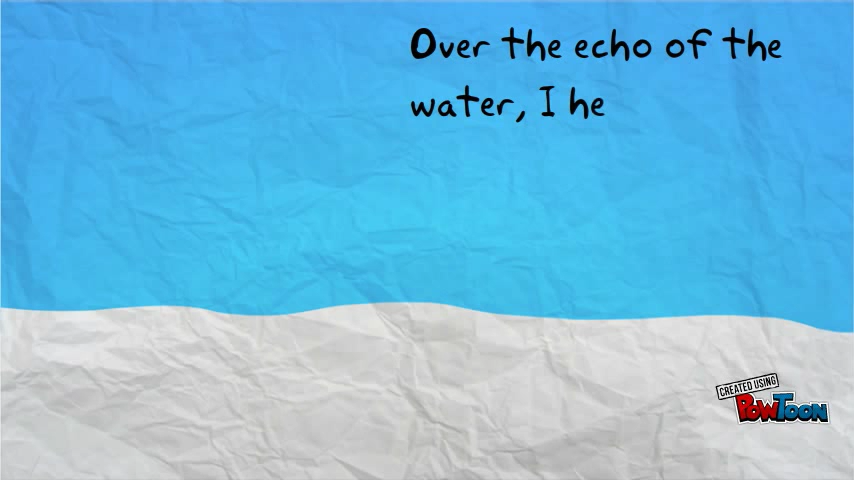 Over the echo of the
water, I he
CREATED USING
POWTOON